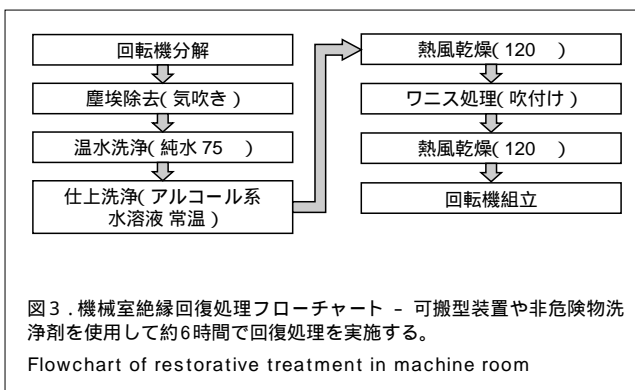 回転機分解
塵埃除去( 気吹き )
温水洗浄( 純水 75　)
仕上洗浄( アルコール系
水溶液 常温 )
熱風乾燥( 120　)
ワニス処理( 吹付け )
熱風乾燥( 120　)
回転機組立
図３．機械室絶縁回復処理フローチャート － 可搬型装置や非危険物洗
浄剤を使用して約6時間で回復処理を実施する。
Flowchart of restorative treatment in machine room